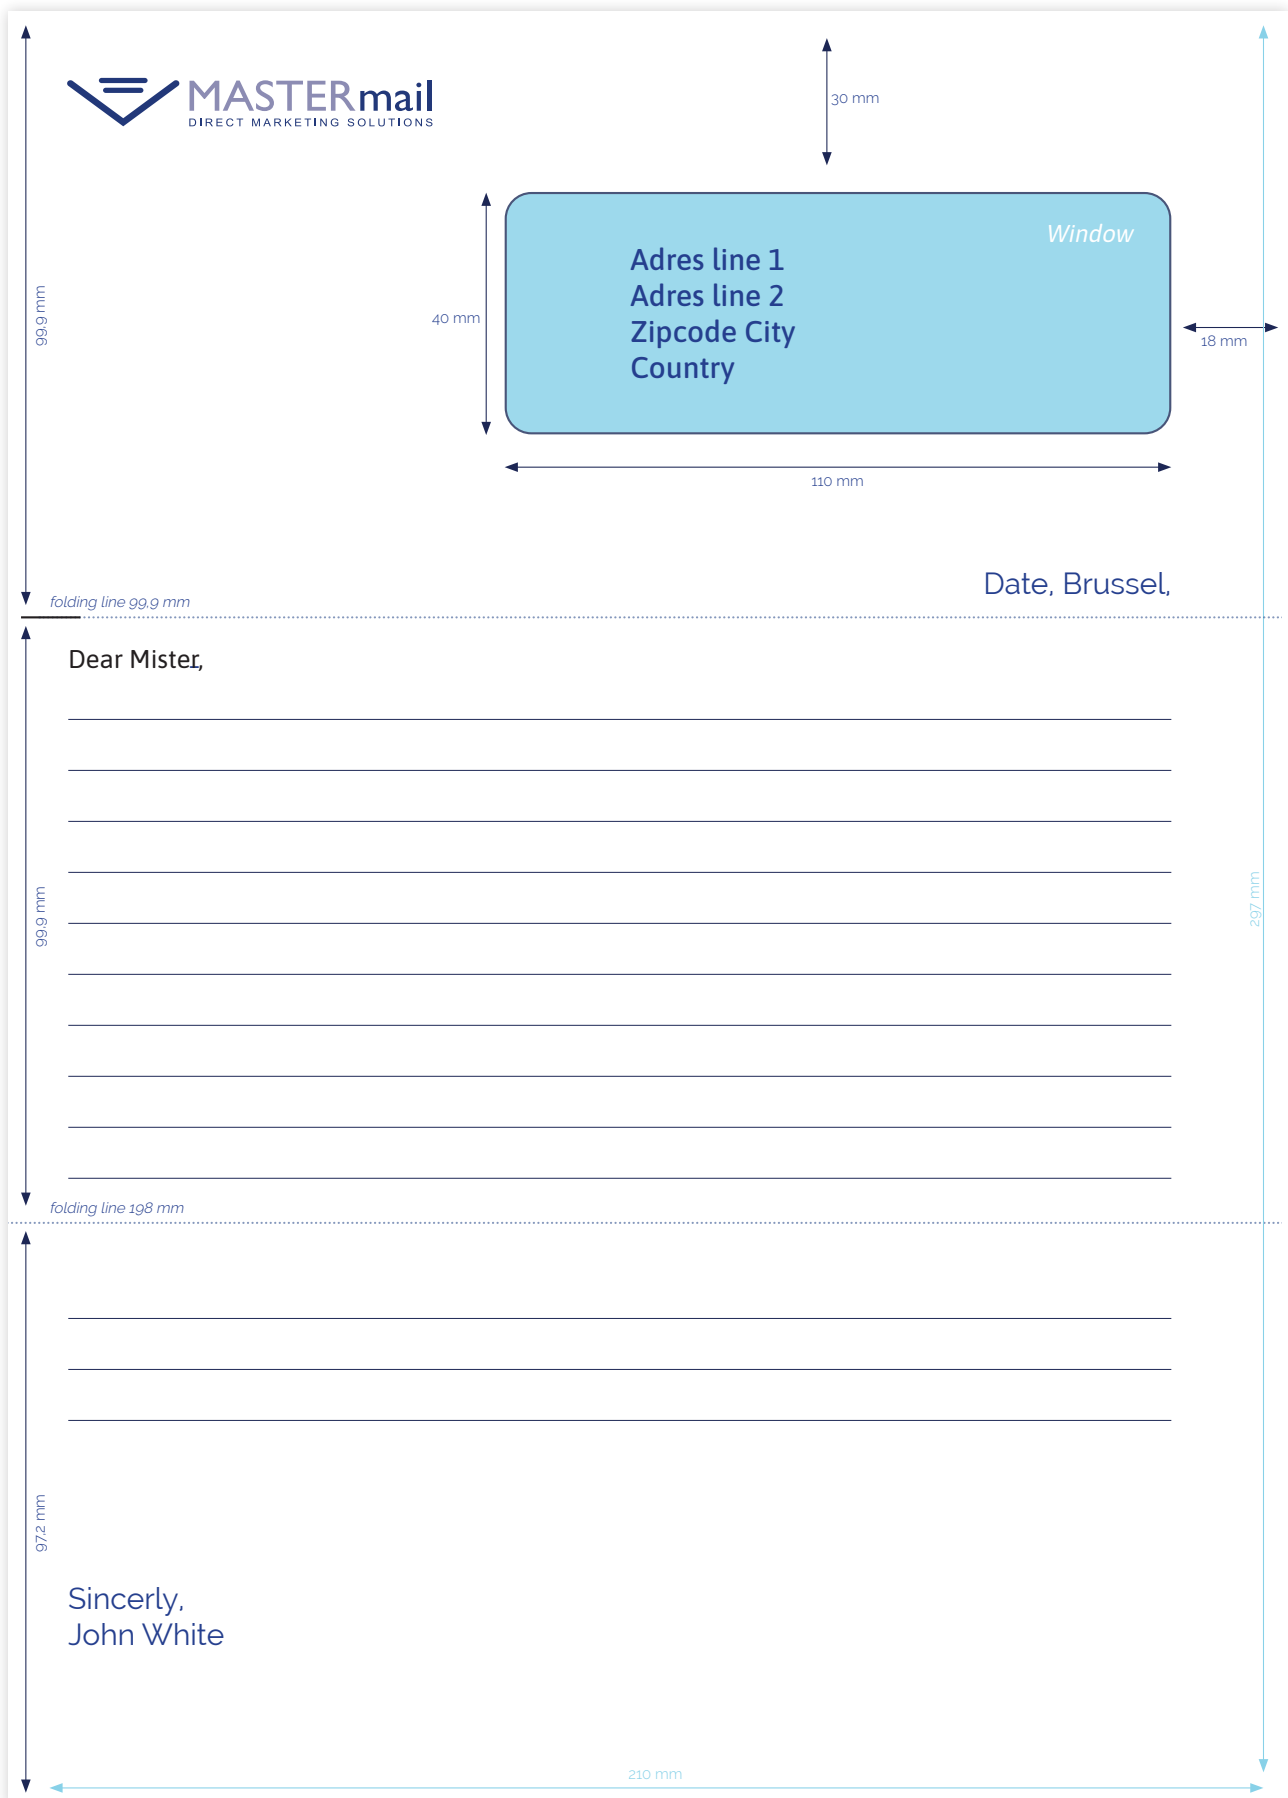 MASTERmail
DIRECT MARKETING SOLUTIONS
30 mm
Window
Adres line 1
Adres line 2
Zipcode City
Country
99,9 mm
40 mm
18 mm
110 mm
Date, Brussel,
folding line 99,9 mm
Dear Mister,
99,9 mm
297 mm
folding line 198 mm
97,2 mm
Sincerly,
John White
210 mm